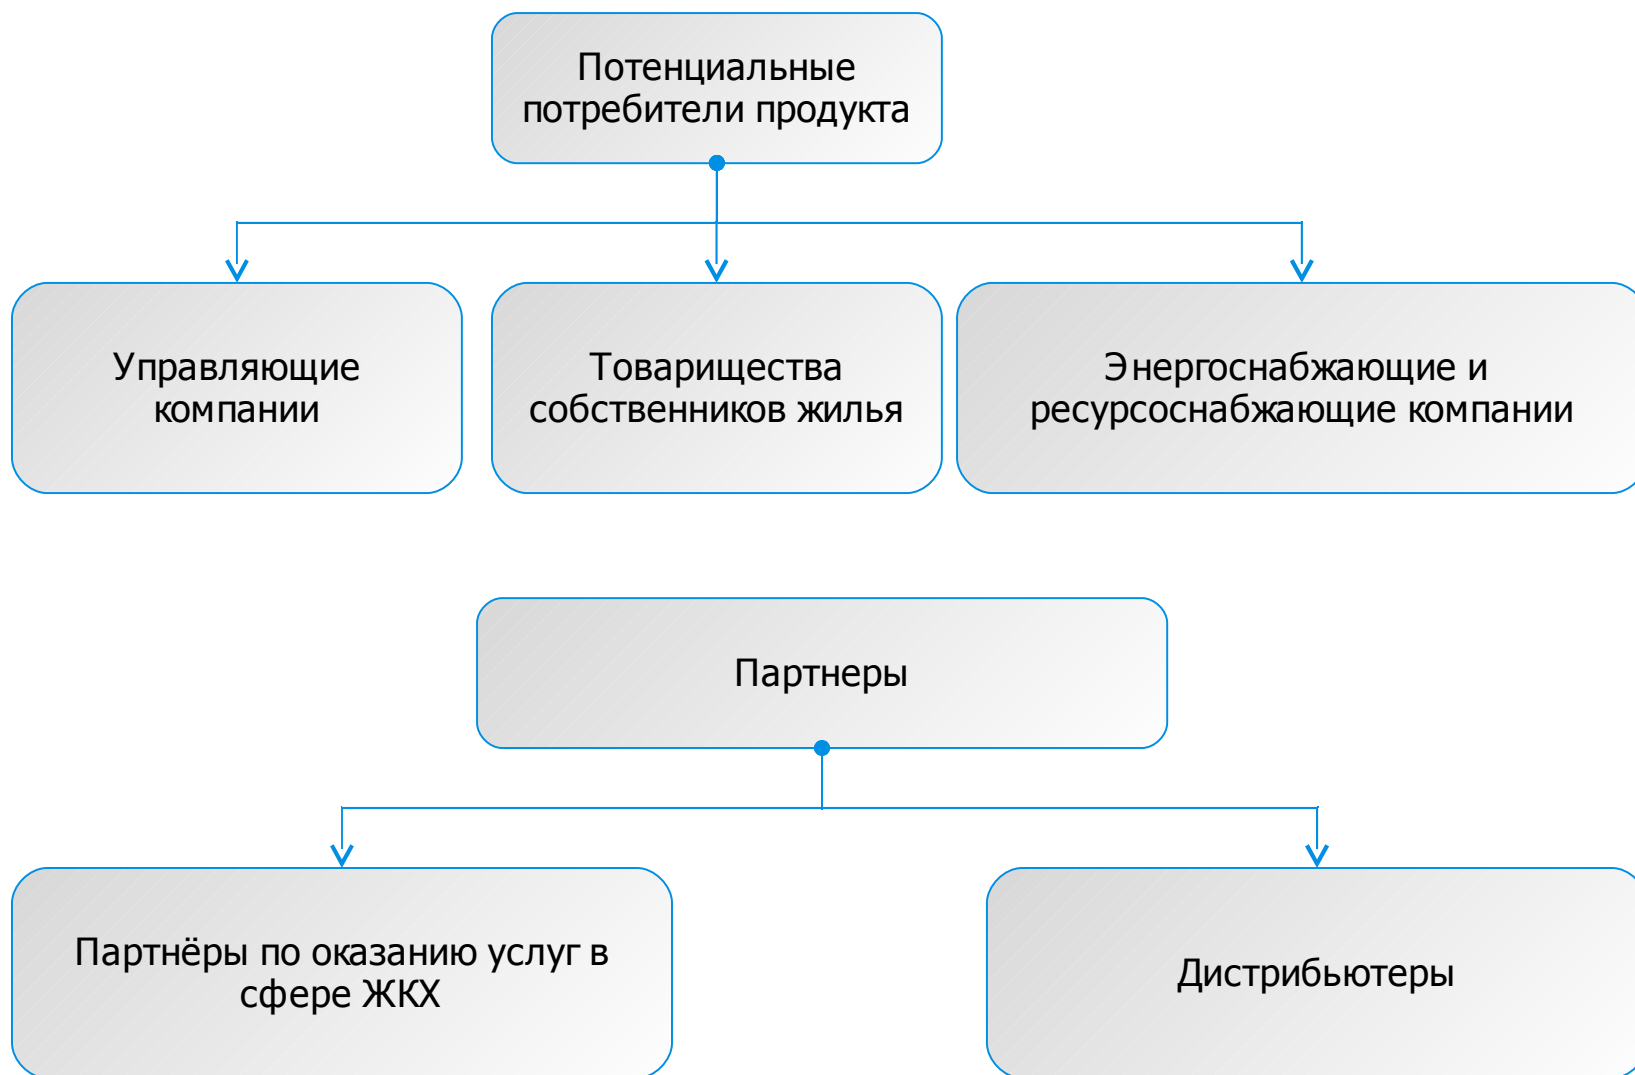 Потенциальные
потребители продукта
Управляющие
компании
Товарищества
собственников жилья
Энергоснабжающие и
ресурсоснабжающие компании
Партнеры
Партнёры по оказанию услуг в
сфере ЖКХ
Дистрибьютеры